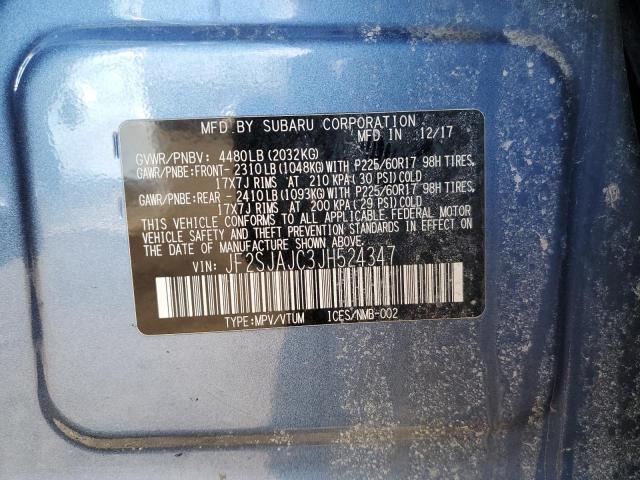 MFD BY SUBARU CORPORATION
MFD IN 12/17
GVWR/PNBV: 4480LB(2032KG)
GAWR/PNBE:FRONT- 2310LB(1048KG)WITH P225/60R17 98H TIRES,
17X7J RIMS AT 210 KPA(30 PSI)COLD
GAWR/PNBE:REAR - 2410LB(1093KG)WITH P225/60R17 98H TIRES,
17X7J RIMS AT 200 KPA(29 PSI)COLD
THIS VEHICLE CONFORMS TO ALL APPLICABLE FEDERAL MOTOR
VEHICLE SAFETY AND THEFT PREVENTION STANDARDS IN EFFECT ON
THE DATE OF MANUFACTURE SHOWN ABOVE.
VIN: JF2SJAJC3JH524347
TYPE:MPV/VTUM ICES/NMB-002